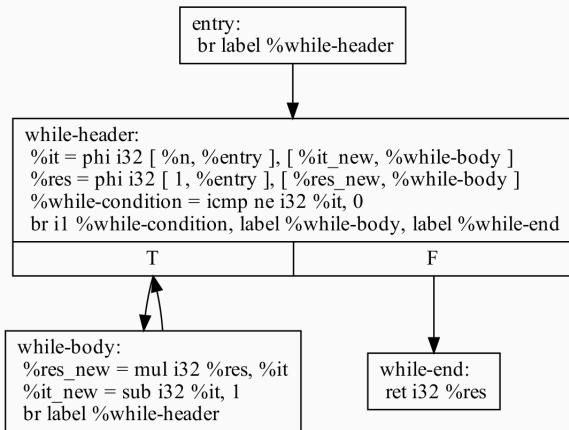 entry:
br label %while-header
while-header:
%it = phi i32 [ %n, %entry ], [ %it_new, %while-body ]
%res = phi i32 [ 1, %entry ], [ %res_new, %while-body ]
%while-condition = icmp ne i32 %it, 0
br i1 %while-condition, label %while-body, label %while-end
T
F
while-body:
%res_new = mul i32 %res, %it
%it_new = sub i32 %it, 1
br label %while-header
while-end:
ret i32 %res